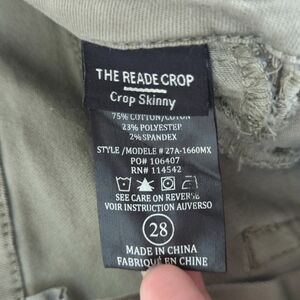 THE READE CROP
Crop Skinny
75% COTTON/COTON
23% POLYESTER
2% SPANDEX
STYLE / MODELE # 27A-1660MX
PO# 106407
RN# 114542
SEE CARE ON REVERSE
VOIR INSTRUCTION AUVERSO
28
MADE IN CHINA
FABRIQUÉ EN CHINE